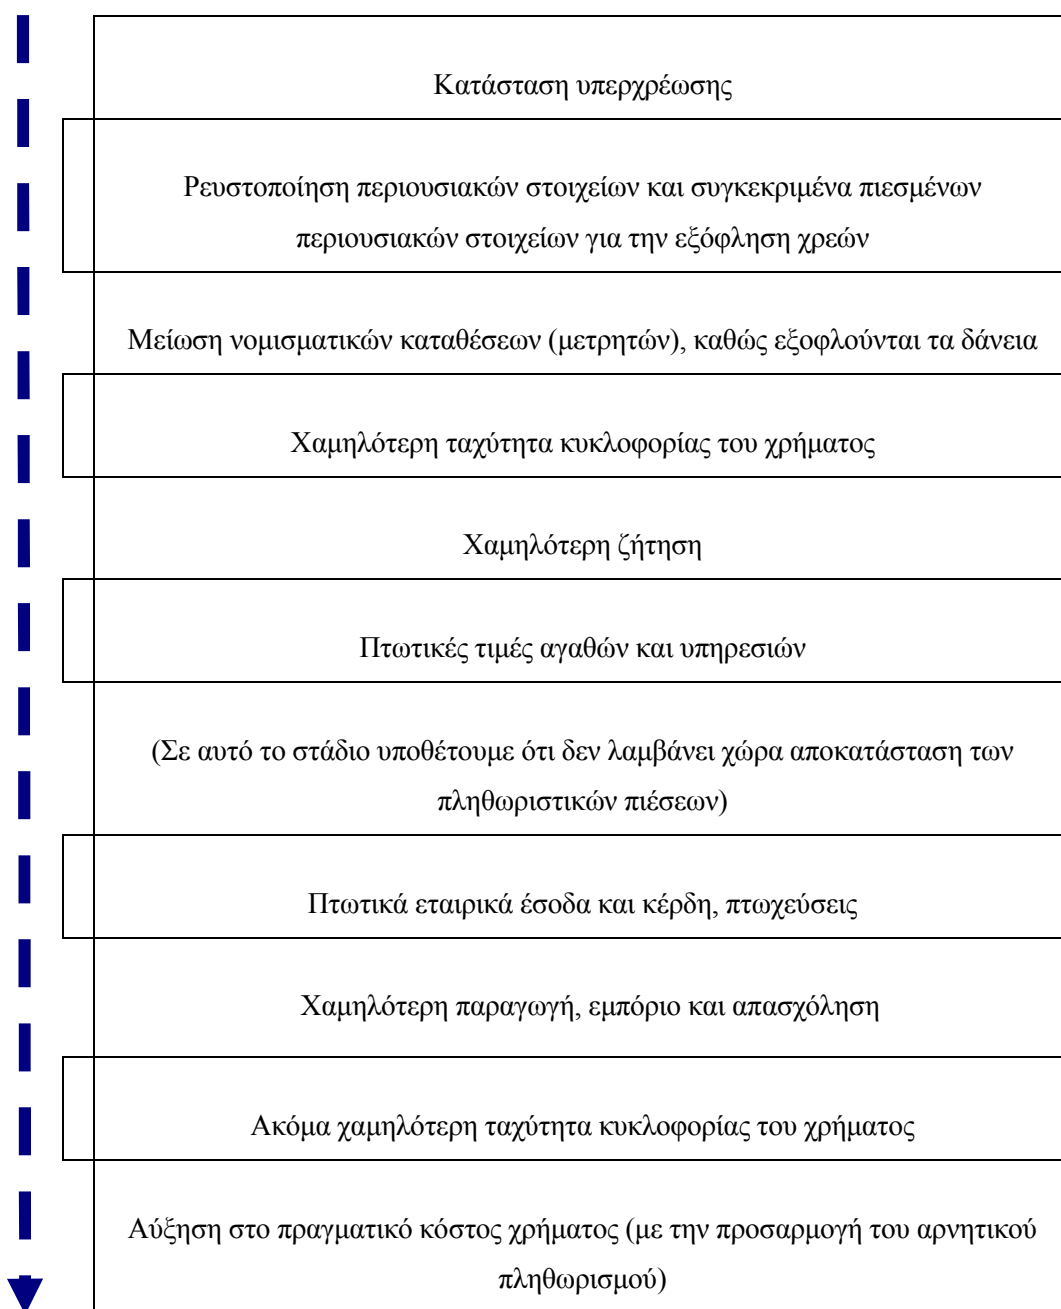 Κατάσταση υπερχρέωσης
Ρευστοποίηση περιουσιακών στοιχείων και συγκεκριμένα πιεσμένων
περιουσιακών στοιχείων για την εξόφληση χρεών
Μείωση νομισματικών καταθέσεων (μετρητών), καθώς εξοφλούνται τα δάνεια
Χαμηλότερη ταχύτητα κυκλοφορίας του χρήματος
Χαμηλότερη ζήτηση
Πτωτικές τιμές αγαθών και υπηρεσιών
(Σε αυτό το στάδιο υποθέτουμε ότι δεν λαμβάνει χώρα αποκατάσταση των
πληθωριστικών πιέσεων)
Πτωτικά εταιρικά έσοδα και κέρδη, πτωχεύσεις
Χαμηλότερη παραγωγή, εμπόριο και απασχόληση
Ακόμα χαμηλότερη ταχύτητα κυκλοφορίας του χρήματος
Αύξηση στο πραγματικό κόστος χρήματος (με την προσαρμογή του αρνητικού
πληθωρισμού)